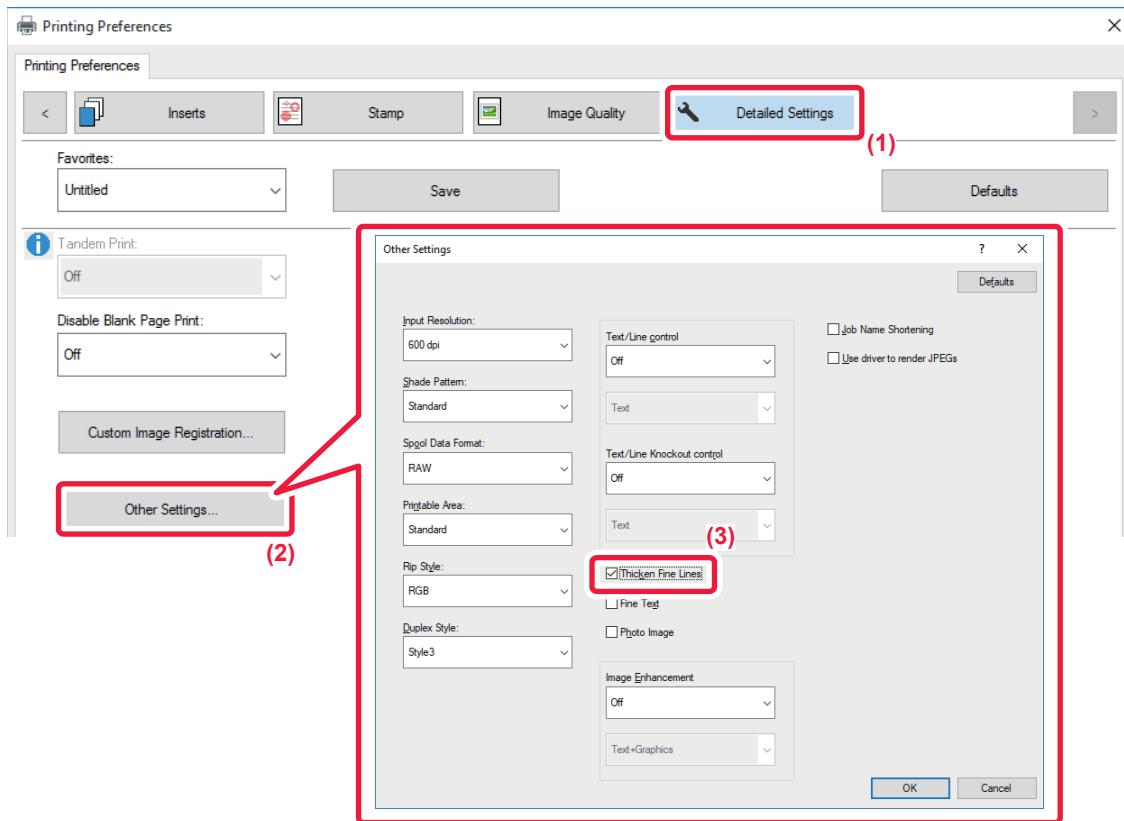 Printing Preferences
Printing Preferences
<
Inserts
Stamp
Image Quality
Detailed Settings
>
(1)
Favorites:
Untitled
Save
Defaults
Tandem Print:
Off
Disable Blank Page Print:
Off
Custom Image Registration...
Other Settings...
(2)
Other Settings
?
Defaults
Input Resolution:
600 dpi
Shade Pattern:
Standard
Spool Data Format:
RAW
Printable Area:
Standard
Rip Style:
RGB
Duplex Style:
Style3
Text/Line control
Off
Text
Text/Line Knockout control
Off
Text
(3)
Thicken Fine Lines
Fine Text
Photo Image
Image Enhancement
Off
Text+Graphics
Job Name Shortening
Use driver to render JPEGs
OK
Cancel